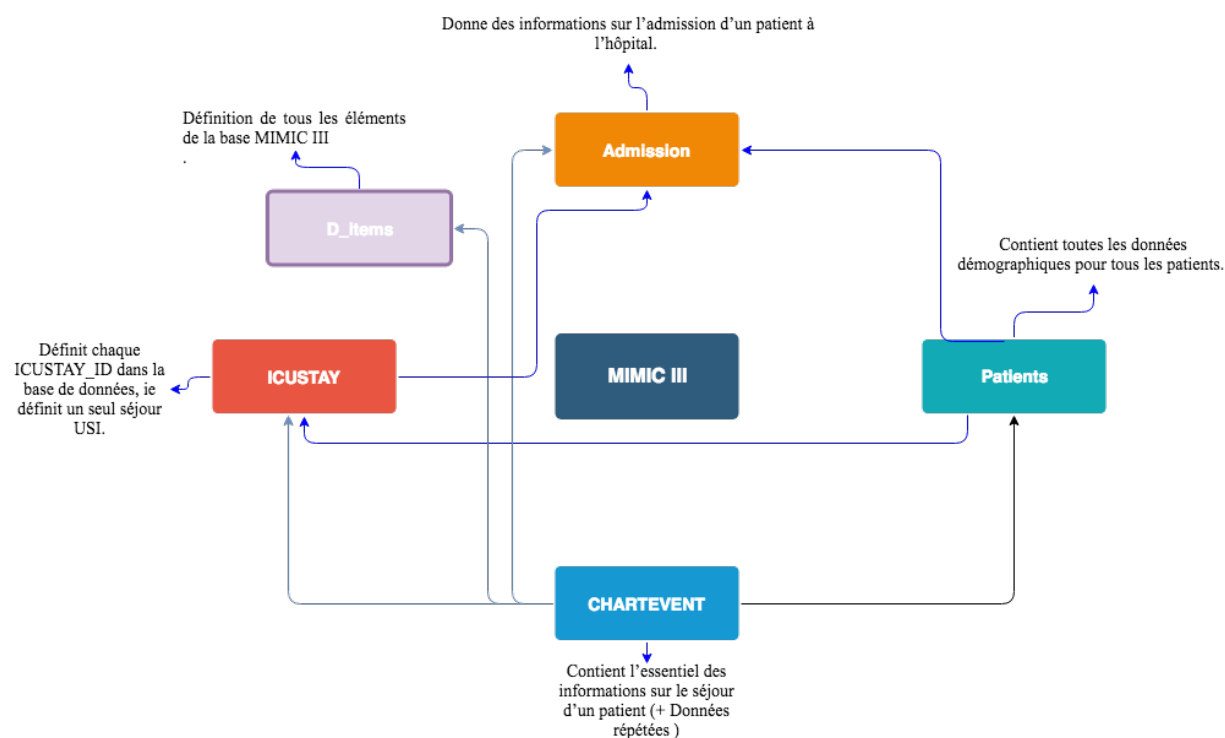 Donne des informations sur l’admission d’un patient à
l’hôpital.
Définition de tous les éléments
de la base MIMIC III
.
Admission
D_items
Contient toutes les données
démographiques pour tous les patients.
Définit chaque
ICUSTAY_ID dans la
base de données, ie
définit un seul séjour
USI.
ICUSTAY
MIMIC III
Patients
CHARTEVENT
Contient l’essentiel des
informations sur le séjour
d’un patient (+ Données
répétées )